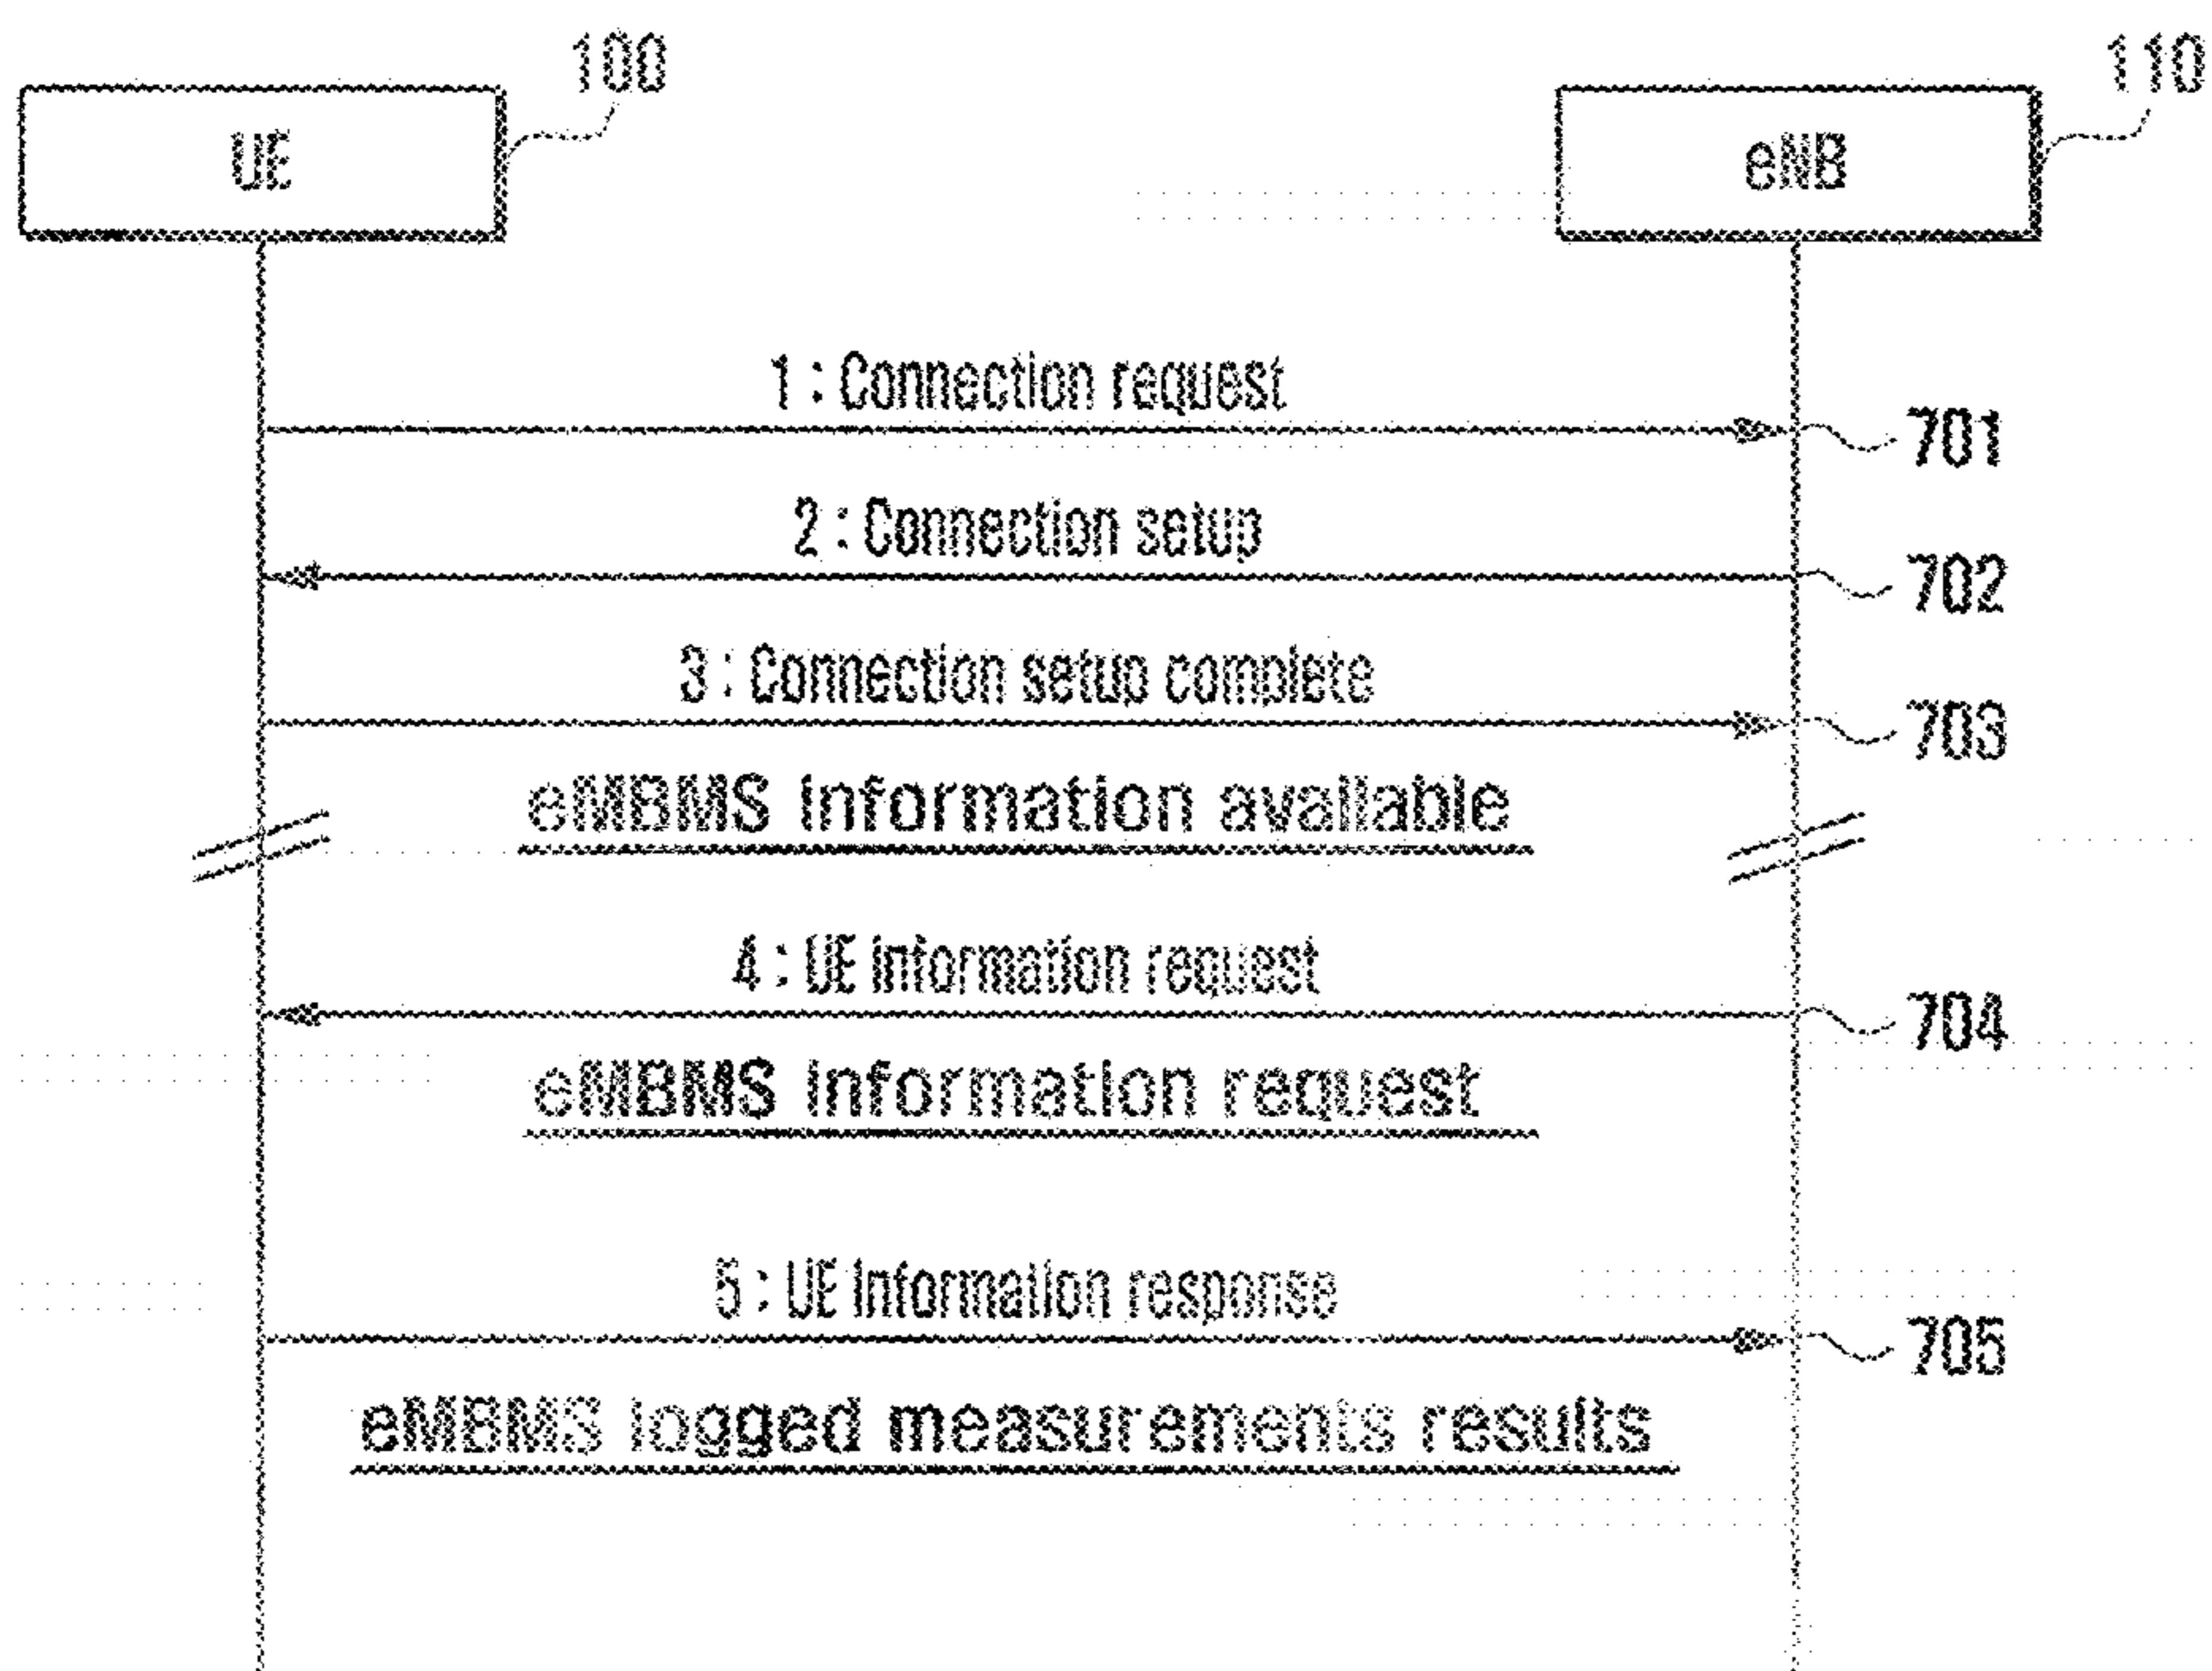 100
110
UE
eNB
1 : Connection request
701
2 : Connection setup
702
3 : Connection setup complete
703
eMBMS information available
4 : UE information request
704
eMBMS information request
5 : UE information response
705
eMBMS logged measurements results